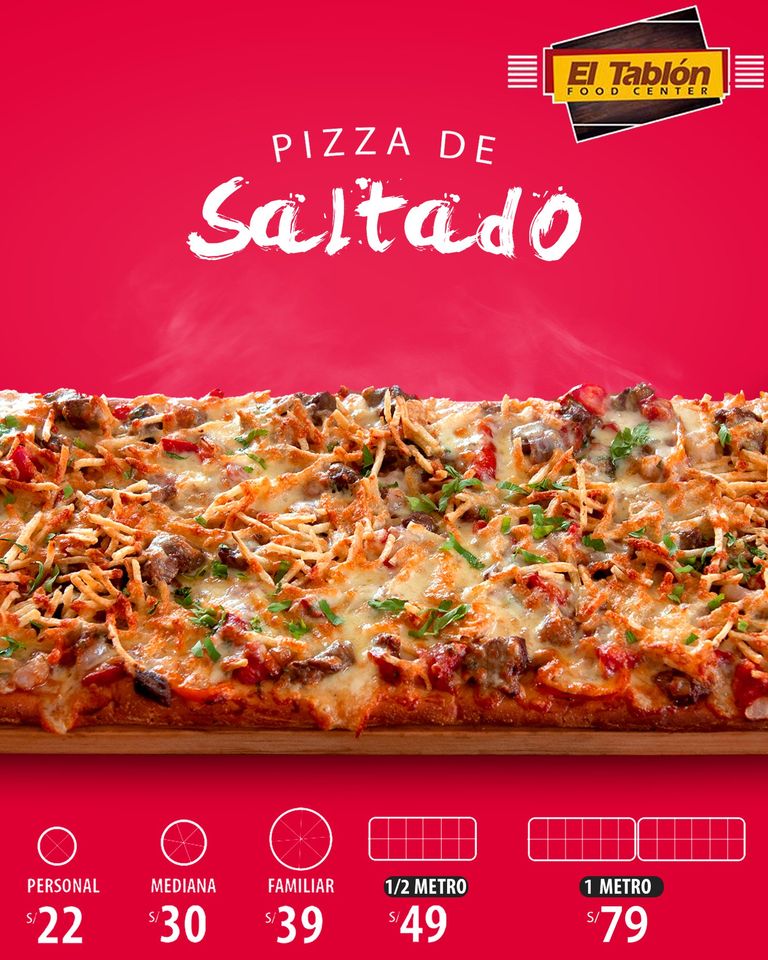 El Tablón
FOOD CENTER
PIZZA DE
Saltado
PERSONAL
S/22
MEDIANA
S/30
FAMILIAR
S/39
1/2 METRO
S/49
1 METRO
S/79